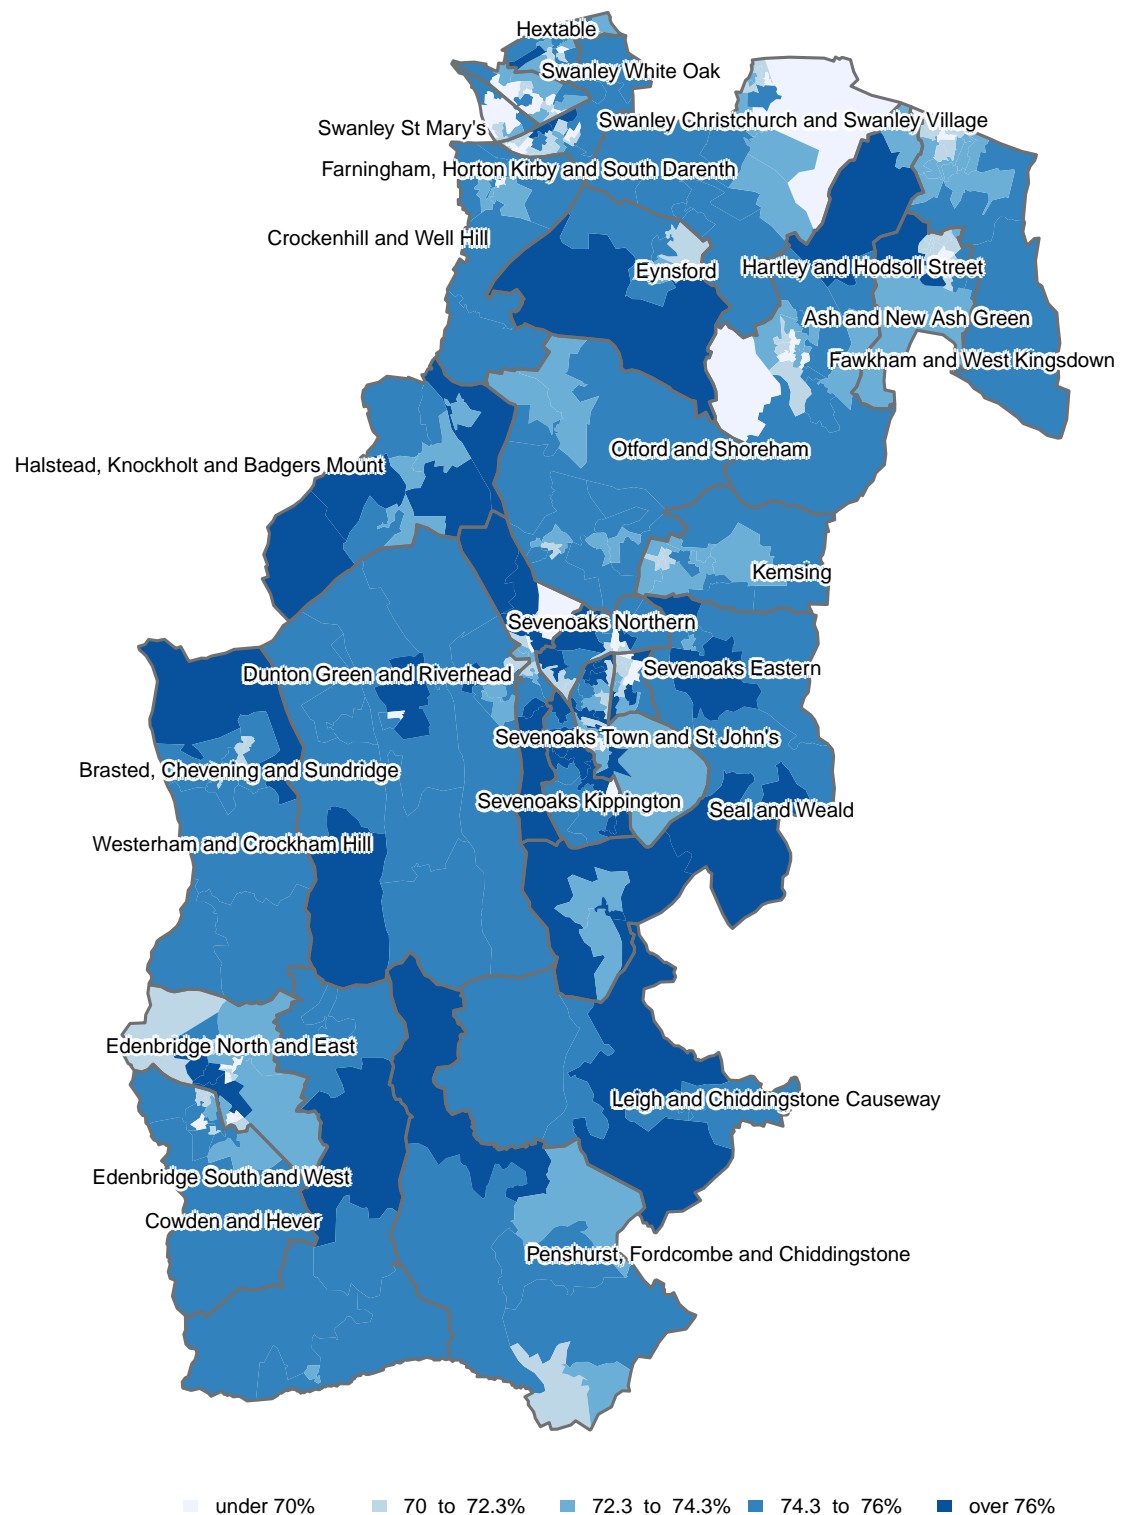 Hextable
Swanley White Oak
Swanley Christchurch and Swanley Village
Swanley St Mary's
Farningham, Horton Kirby and South Darenth
Crockenhill and Well Hill
Eynsford
Hartley and Hodsoll Street
Ash and New Ash Green
Fawkham and West Kingsdown
Otford and Shoreham
Halstead, Knockholt and Badgers Mount
Kemsing
Sevenoaks Northern
Sevenoaks Eastern
Dunton Green and Riverhead
Sevenoaks Town and St John's
Brasted, Chevening and Sundridge
Sevenoaks Kippington
Seal and Weald
Westerham and Crockham Hill
Edenbridge North and East
Leigh and Chiddingstone Causeway
Edenbridge South and West
Cowden and Hever
Penshurst, Fordcombe and Chiddingstone
under 70% 70 to 72.3% 72.3 to 74.3% 74.3 to 76% over 76%